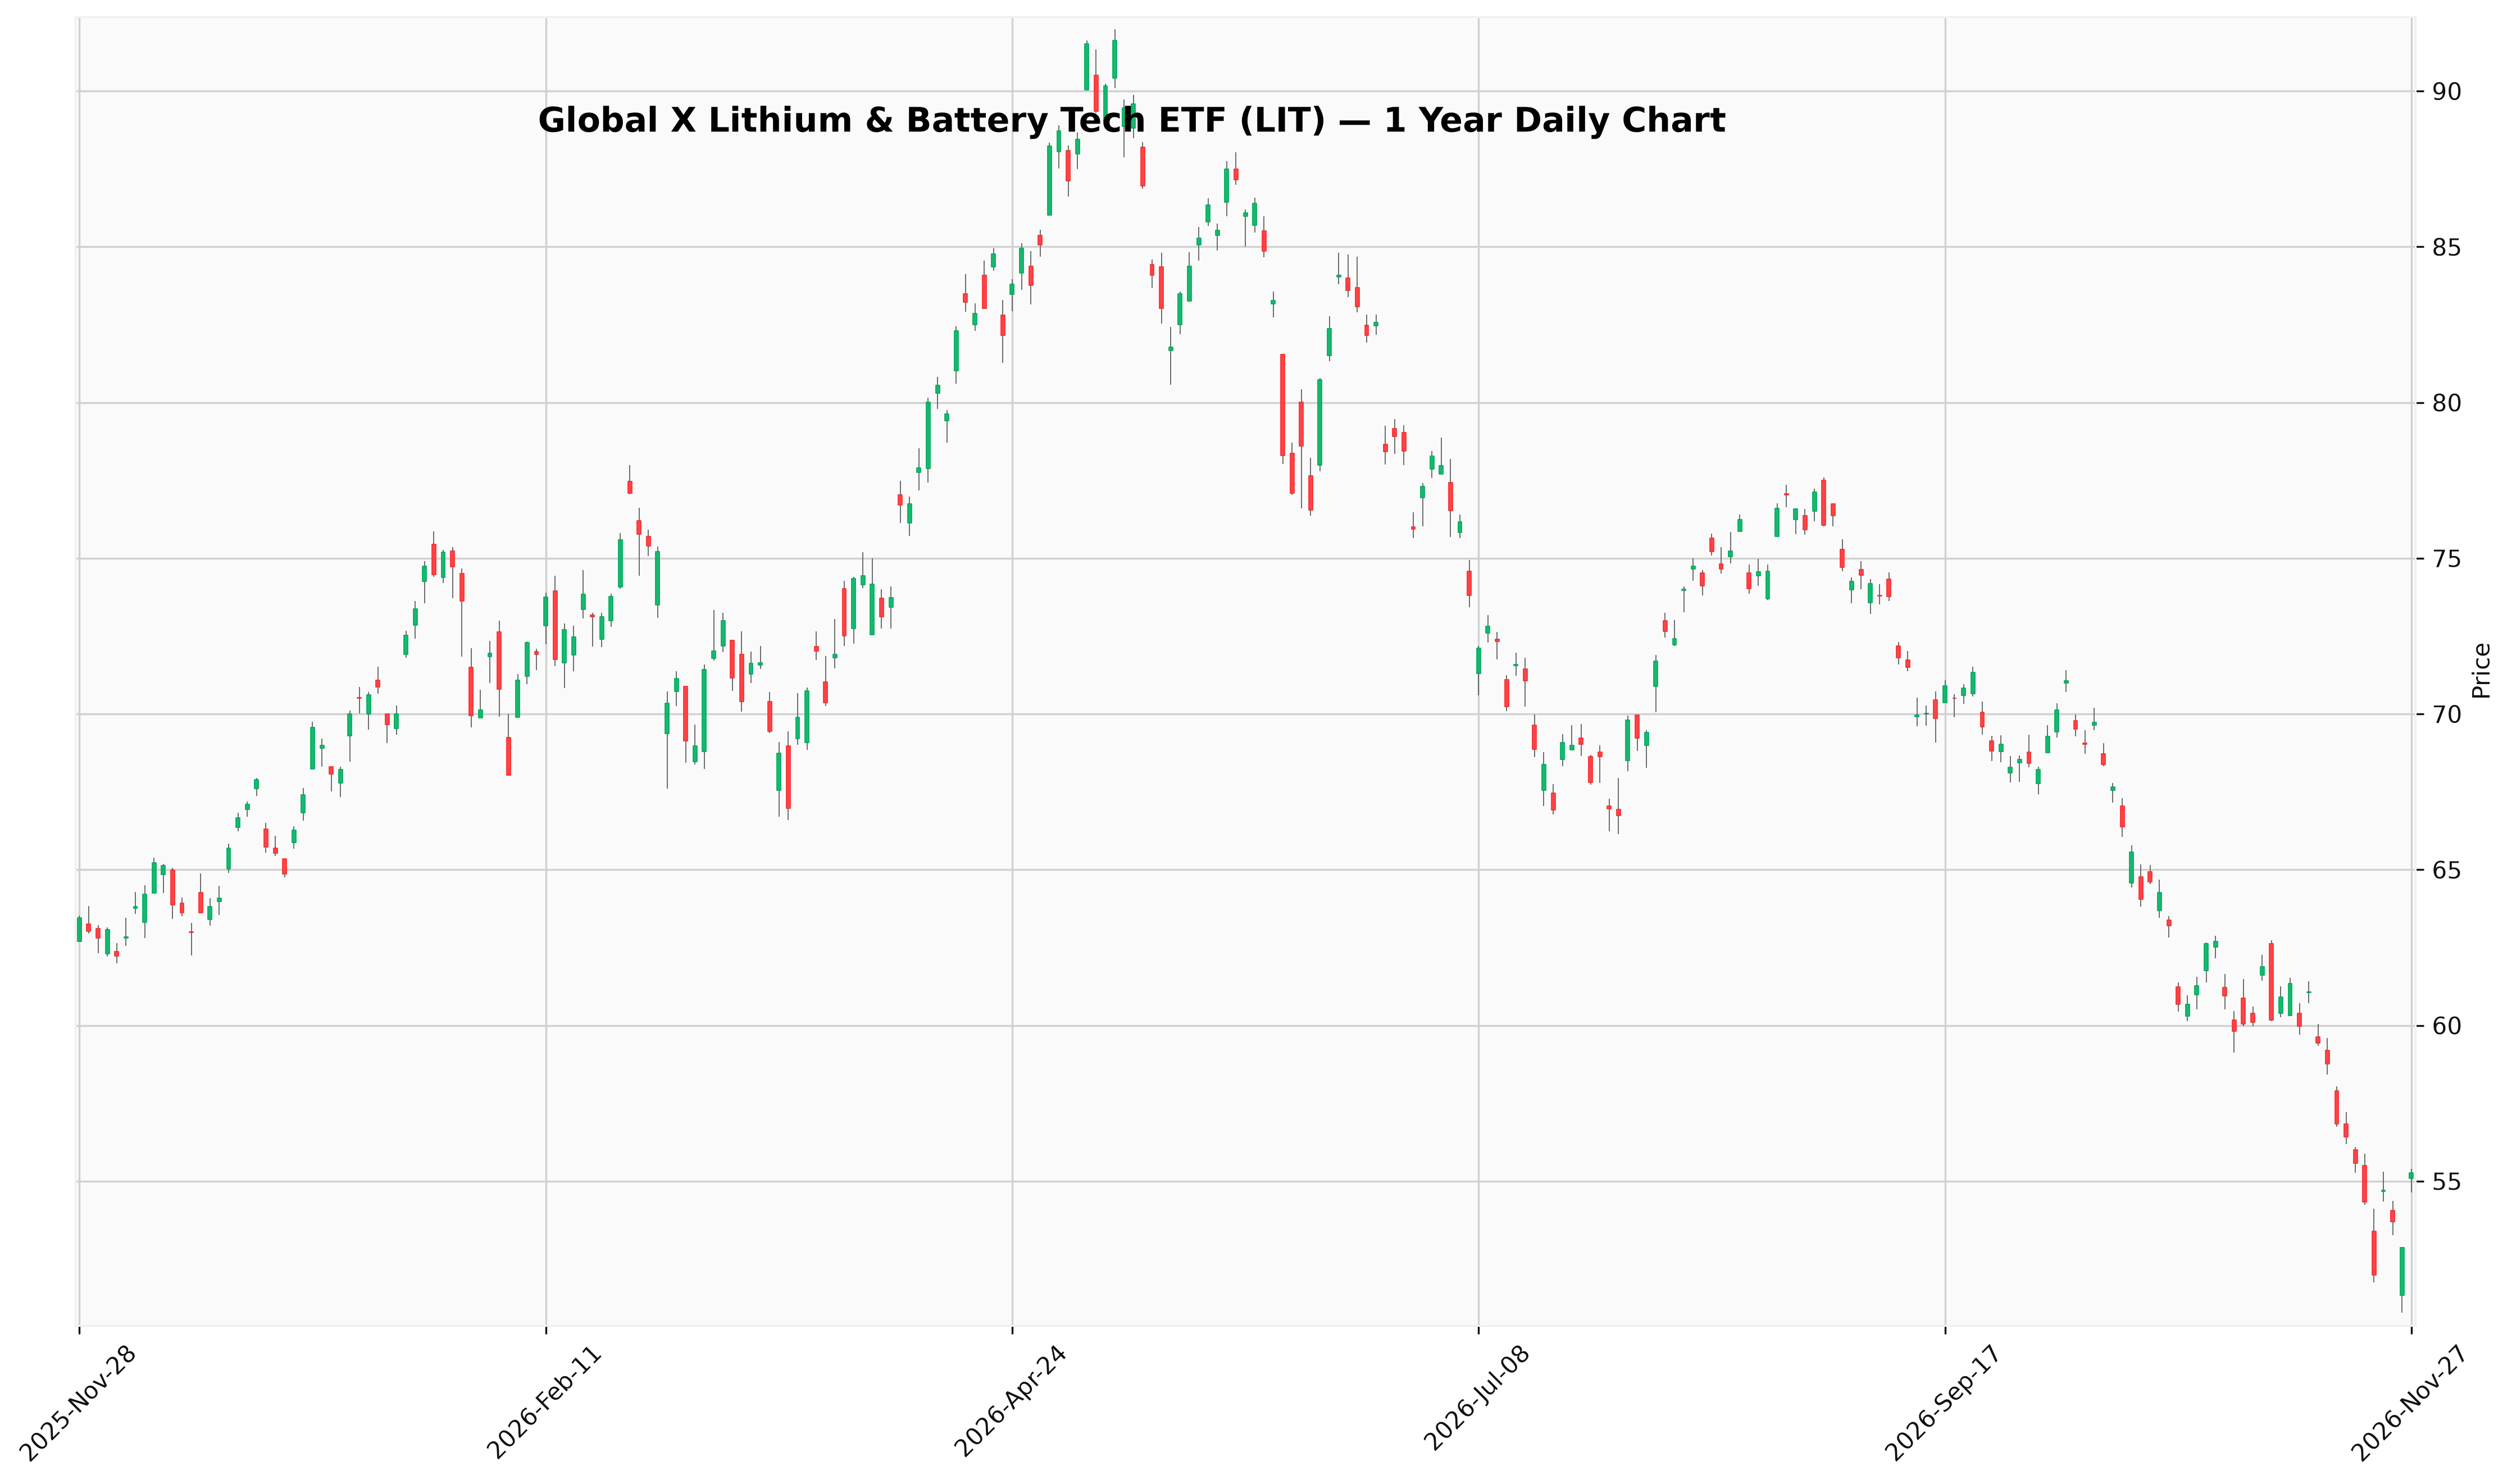 Global X Lithium & Battery Tech ETF (LIT) — 1 Year Daily Chart
90
85
80
75
70
65
60
55
Price
2025-Nov-28
2026-Feb-11
2026-Apr-24
2026-Jul-08
2026-Sep-17
2026-Nov-27